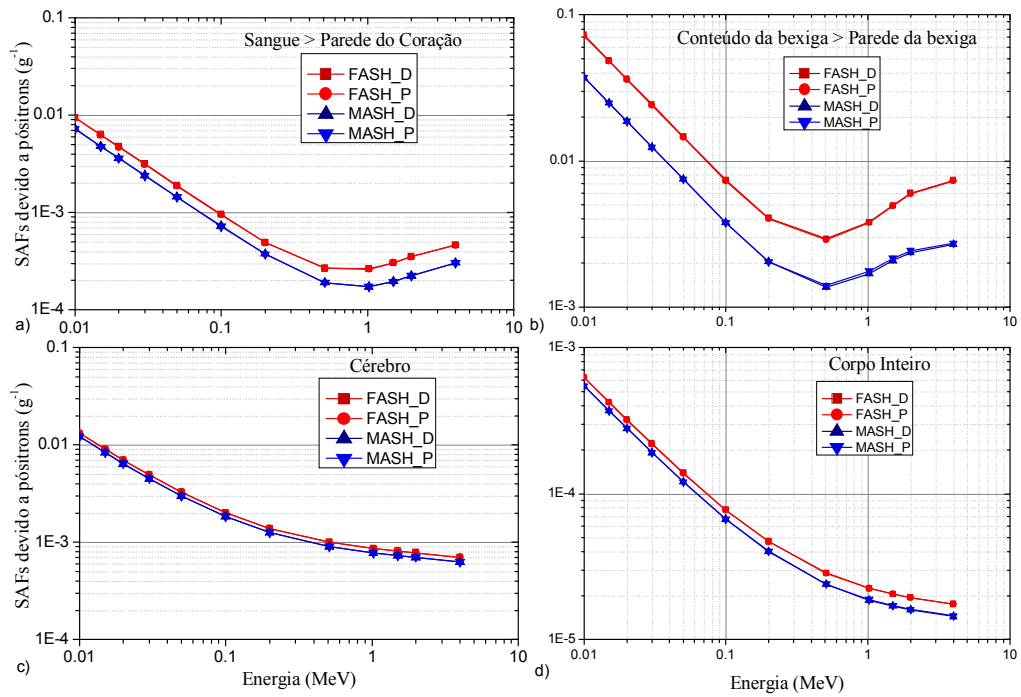 SAFs devido a pósitrons (g⁻¹)
0.1
0.01
1E-3
1E-4
Sangue > Parede do Coração
FASH_D
FASH_P
MASH_D
MASH_P
a)
0.01
0.1
1
10
0.1
0.01
1E-3
Conteúdo da bexiga > Parede da bexiga
FASH_D
FASH_P
MASH_D
MASH_P
b)
0.01
0.1
1
10
SAFs devido a pósitrons (g⁻¹)
0.1
0.01
1E-3
1E-4
Cérebro
FASH_D
FASH_P
MASH_D
MASH_P
c)
0.01
0.1
1
10
Energia (MeV)
1E-3
1E-4
1E-5
Corpo Inteiro
FASH_D
FASH_P
MASH_D
MASH_P
d)
0.01
0.1
1
10
Energia (MeV)